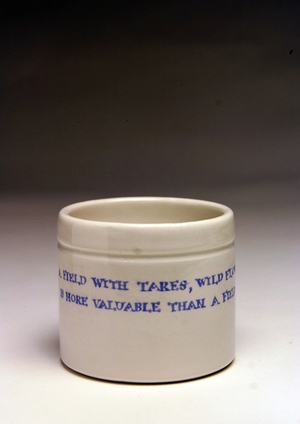 A FIELD WITH TARES, WILD
MORE VALUABLE THAN A